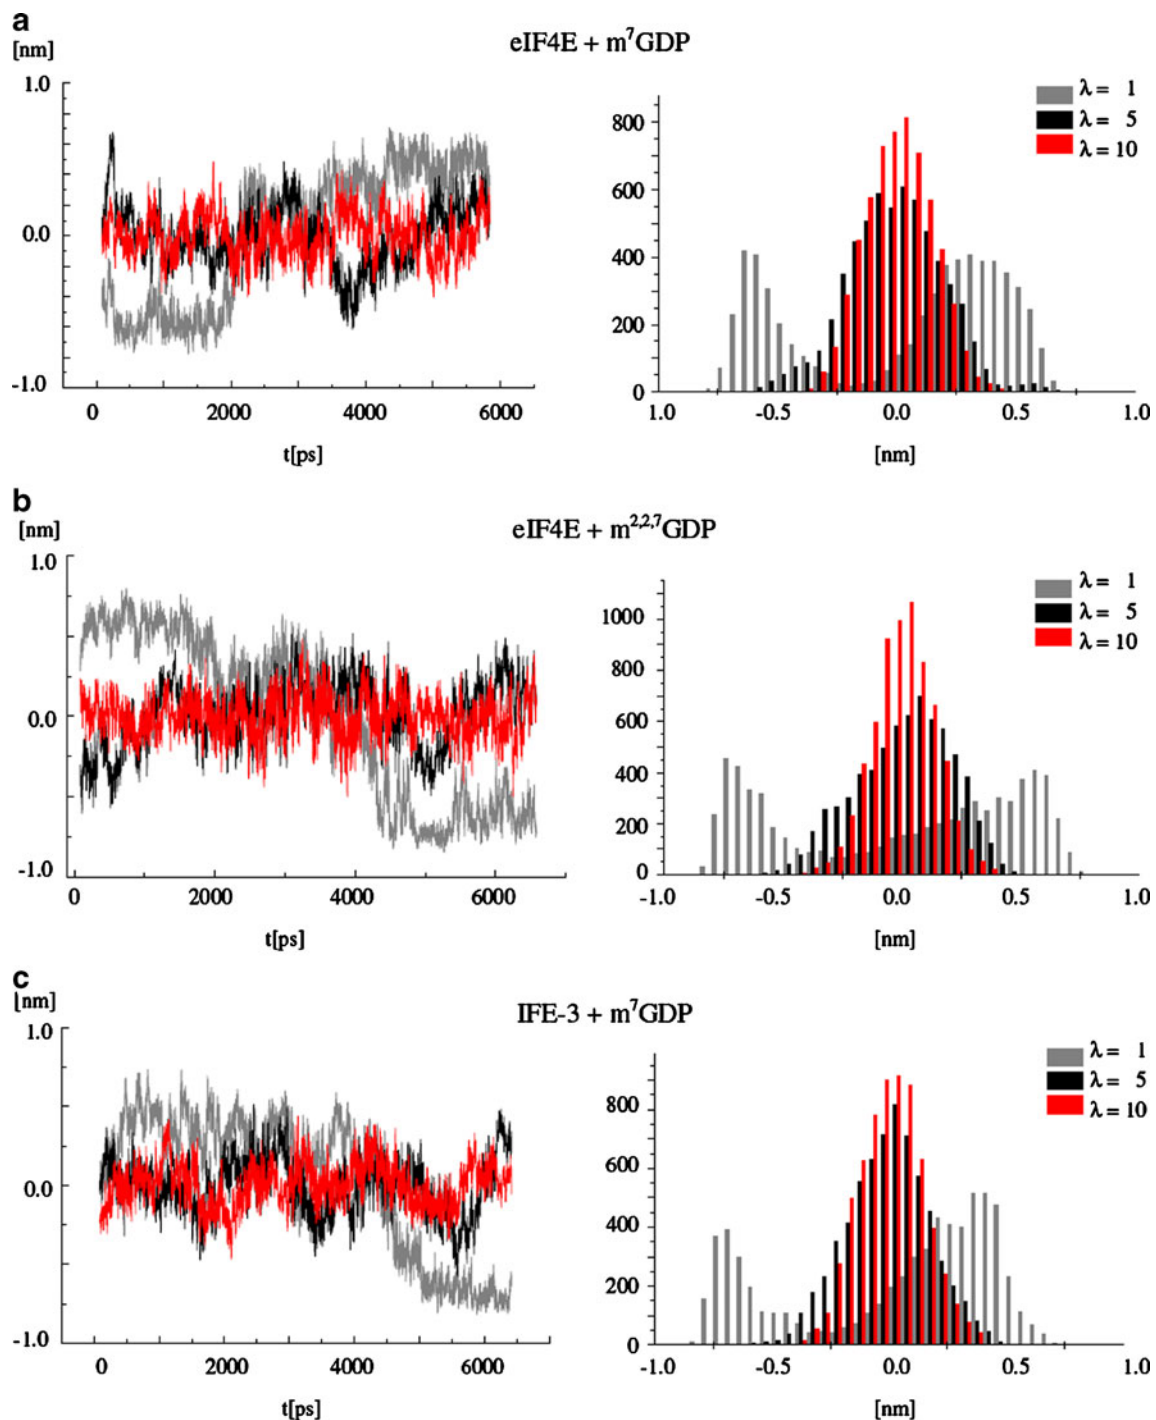 a
eIF4E + m⁷GDP
[nm]
1.0
0.0
-1.0
0 2000 4000 6000
t[ps]
λ = 1
λ = 5
λ = 10
800
600
400
200
0
1.0 -0.5 0.0 0.5 1.0
[nm]
b
eIF4E + m²,²,⁷GDP
[nm]
1.0
0.0
-1.0
0 2000 4000 6000
t[ps]
λ = 1
λ = 5
λ = 10
1000
800
600
400
200
0
-1.0 -0.5 0.0 0.5 1.0
[nm]
c
IFE-3 + m⁷GDP
[nm]
1.0
0.0
-1.0
0 2000 4000 6000
t[ps]
λ = 1
λ = 5
λ = 10
800
600
400
200
0
-1.0 -0.5 0.0 0.5 1.0
[nm]